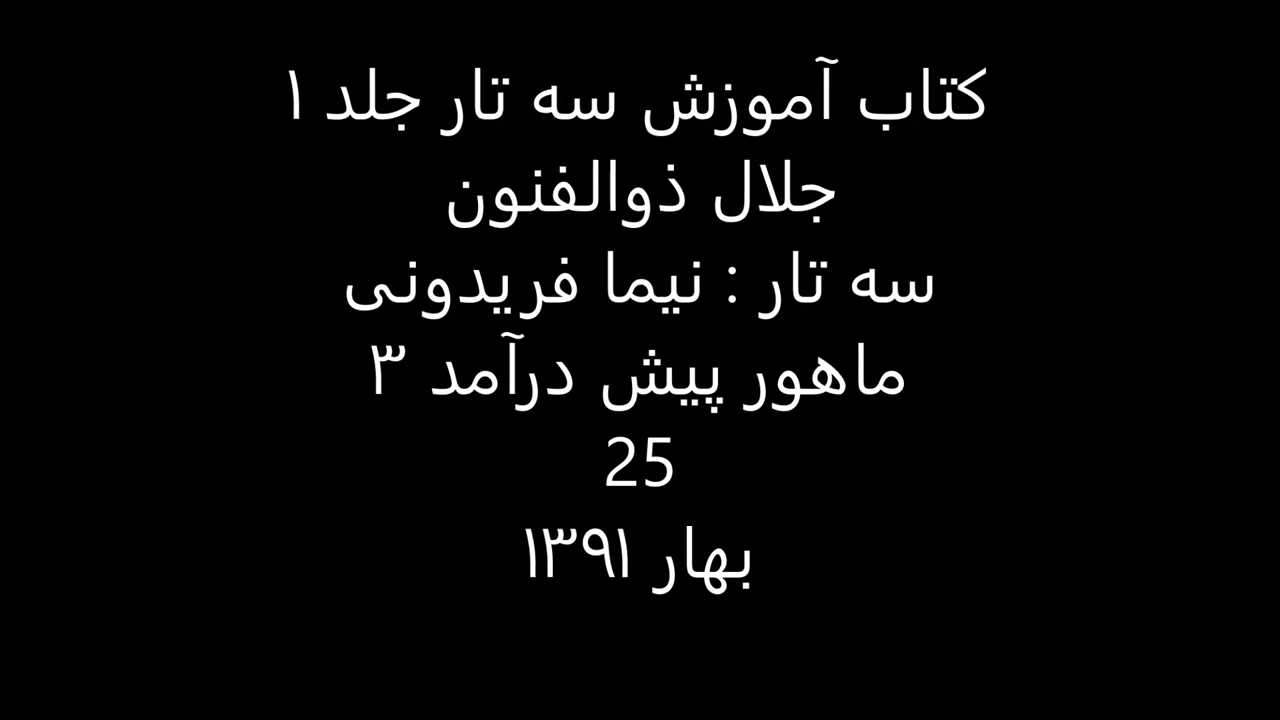 کتاب آموزش سه تار جلد ۱
جلال ذوالفنون
سه تار : نیما فریدونی
ماهور پیش درآمد ۳
25
بهار ۱۳۹۱